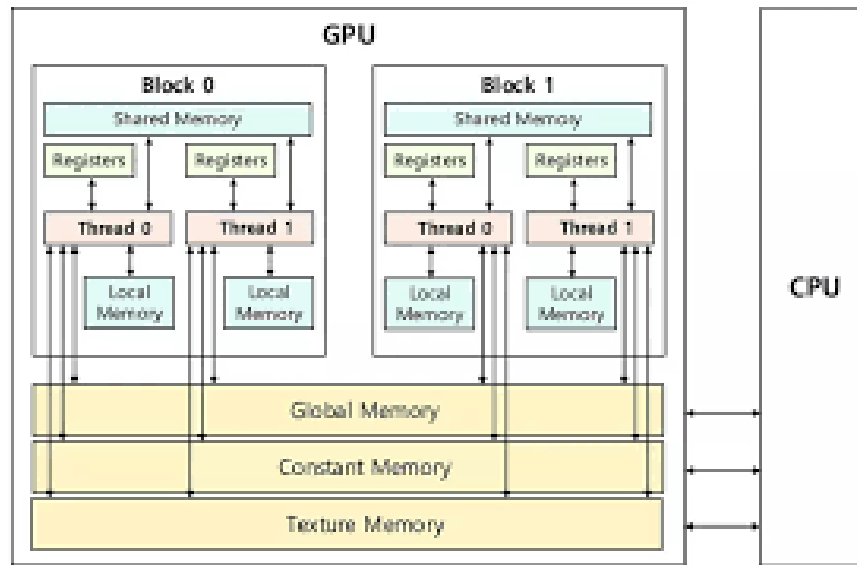 GPU
Block 0
Shared Memory
Registers
Registers
Thread 0
Thread 1
Local
Memory
Local
Memory
Block 1
Shared Memory
Registers
Registers
Thread 0
Thread 1
Local
Memory
Local
Memory
Global Memory
Constant Memory
Texture Memory
CPU